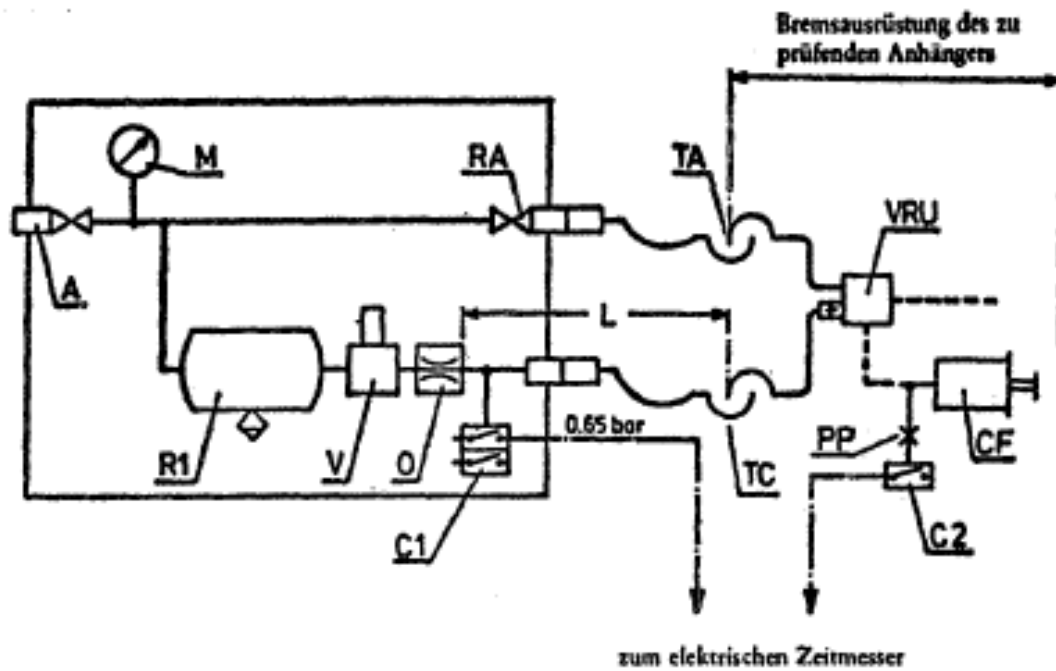 Bremsausrüstung des zu
prüfenden Anhängers
M
RA
TA
VRU
A
L
0.65 bar
R1
V
O
PP
CF
TC
C1
C2
zum elektrischen Zeitmesser